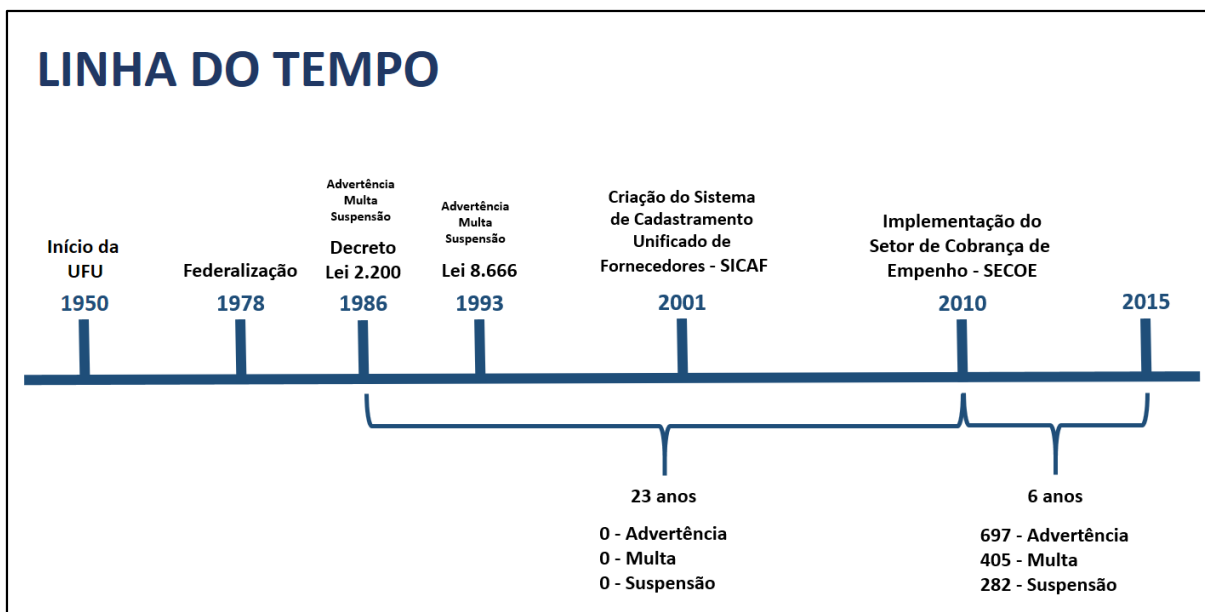 LINHA DO TEMPO
Início da
UFU
1950
Federalização
1978
Advertência
Multa
Suspensão
Decreto
Lei 2.200
1986
Advertência
Multa
Suspensão
Lei 8.666
1993
Criação do Sistema
de Cadastramento
Unificado de
Fornecedores - SICAF
2001
Implementação do
Setor de Cobrança de
Empenho - SECOE
2010
2015
23 anos
0 - Advertência
0 - Multa
0 - Suspensão
6 anos
697 - Advertência
405 - Multa
282 - Suspensão